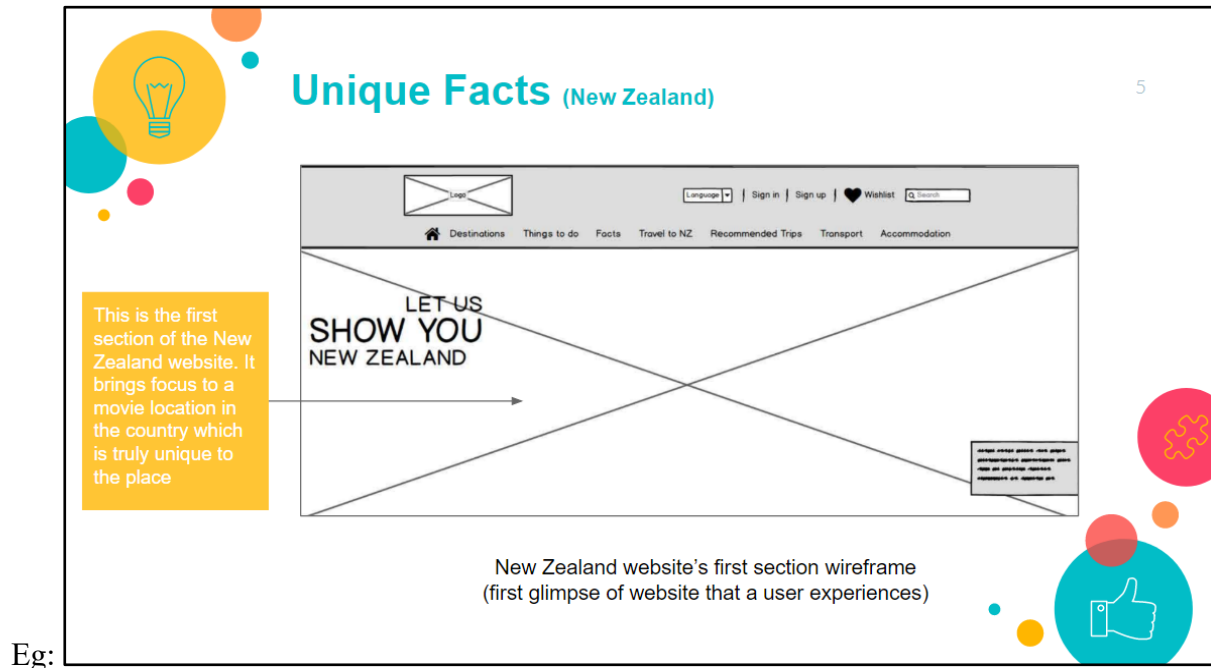 Unique Facts (New Zealand)
5
Logo
Language
Sign in
Sign up
Wishlist
Search
Destinations
Things to do
Facts
Travel to NZ
Recommended Trips
Transport
Accommodation
LET US
SHOW YOU
NEW ZEALAND
This is the first
section of the New
Zealand website. It
brings focus to a
movie location in
the country which
is truly unique to
the place
New Zealand website's first section wireframe
(first glimpse of website that a user experiences)
Eg: